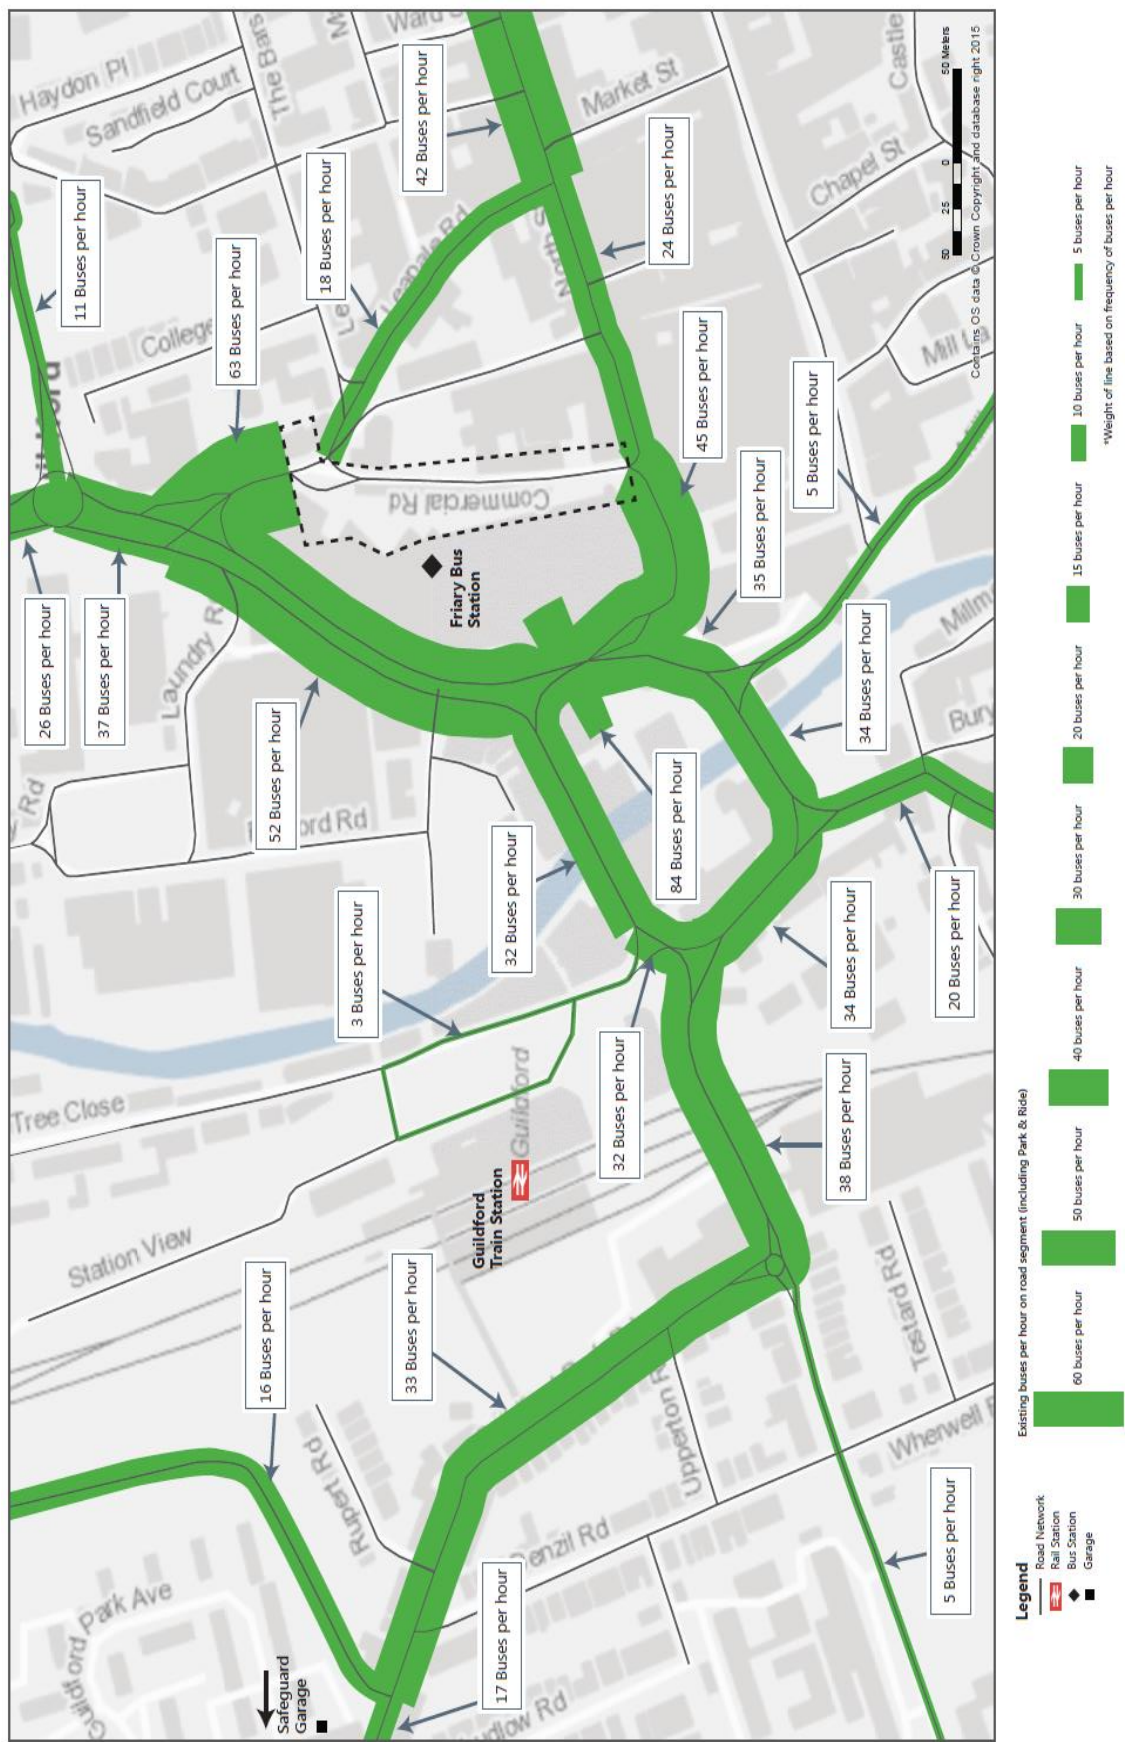 Haydon Pl
Sandfield Court
The Bars
Ward S
42 Buses per hour
Market St
Castle
Chapel St
11 Buses per hour
63 Buses per hour
18 Buses per hour
Leapale Rd
North S
24 Buses per hour
College
Mill La
45 Buses per hour
5 Buses per hour
35 Buses per hour
Commercial Rd
Friary Bus
Station
26 Buses per hour
37 Buses per hour
Laundry R
52 Buses per hour
34 Buses per hour
Millm
Bury
84 Buses per hour
y Rd
ord Rd
32 Buses per hour
3 Buses per hour
34 Buses per hour
20 Buses per hour
32 Buses per hour
38 Buses per hour
Tree Close
Guildford
Guildford
Train Station
Station View
16 Buses per hour
33 Buses per hour
Testard Rd
Upperton R
Wherwell
Rupert Rd
Denzil Rd
5 Buses per hour
17 Buses per hour
Guildford Park Ave
Safeguard
Garage
udlow Rd
50 25 0 50 Meters
Contains OS data © Crown Copyright and database right 2015
Legend
Road Network
Rail Station
Bus Station
Garage
Existing buses per hour on road segment (including Park & Ride)
60 buses per hour
50 buses per hour
40 buses per hour
30 buses per hour
20 buses per hour
15 buses per hour
10 buses per hour
5 buses per hour
*Weight of line based on frequency of buses per hour